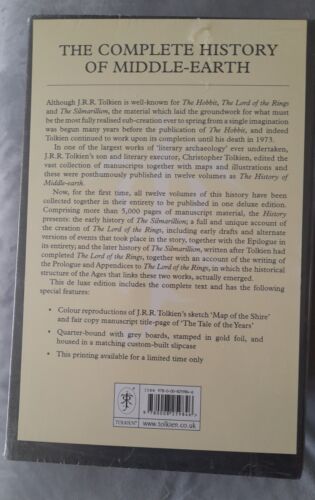 THE COMPLETE HISTORY
OF MIDDLE-EARTH
Although J.R.R. Tolkien is well-known for The Hobbit, The Lord of the Rings
and The Silmarillion, the material which laid the groundwork for what must
be the most fully realised sub-creation ever to spring from a single imagination
was begun many years before the publication of The Hobbit, and indeed
Tolkien continued to work upon its completion until his death in 1973.
In one of the largest works of 'literary archaeology' ever undertaken,
J.R.R. Tolkien's son and literary executor, Christopher Tolkien, edited the
vast collection of manuscripts together with maps and illustrations and
these were posthumously published in twelve volumes as The History of
Middle-earth.
Now, for the first time, all twelve volumes of this history have been
collected together in their entirety to be published in one deluxe edition.
Comprising more than 5,000 pages of manuscript material, the History
presents: the early history of The Silmarillion; a full and unique account of
the creation of The Lord of the Rings, including early drafts and alternate
versions of events that took place in the story, together with the Epilogue in
its entirety; and the later history of The Silmarillion, written after Tolkien had
completed The Lord of the Rings, together with an account of the writing of
the Prologue and Appendices to The Lord of the Rings, in which the historical
structure of the Ages that links these two works, actually emerged.
This de luxe edition includes the complete text and has the following
special features:
• Colour reproductions of J.R.R. Tolkien's sketch 'Map of the Shire'
and fair copy manuscript title-page of 'The Tale of the Years'
• Quarter-bound with grey boards, stamped in gold foil, and
housed in a matching custom-built slipcase
• This printing available for a limited time only
TOLKIEN
www.tolkien.co.uk